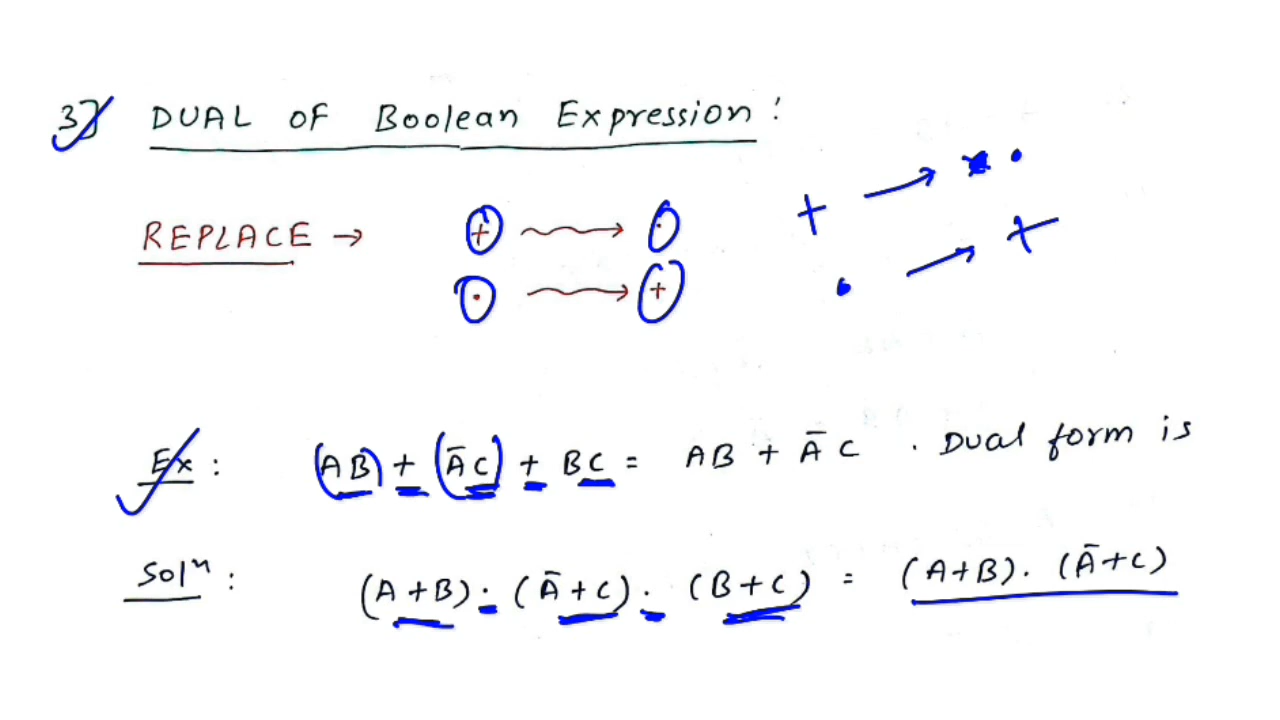 3] DUAL OF Boolean Expression:
REPLACE → + → · + → ·
· → + · → +
Ex: (AB) + (ĀC) + BC = AB + ĀC . Dual form is
Solⁿ: (A+B) · (Ā+C) · (B+C) = (A+B). (Ā+C)